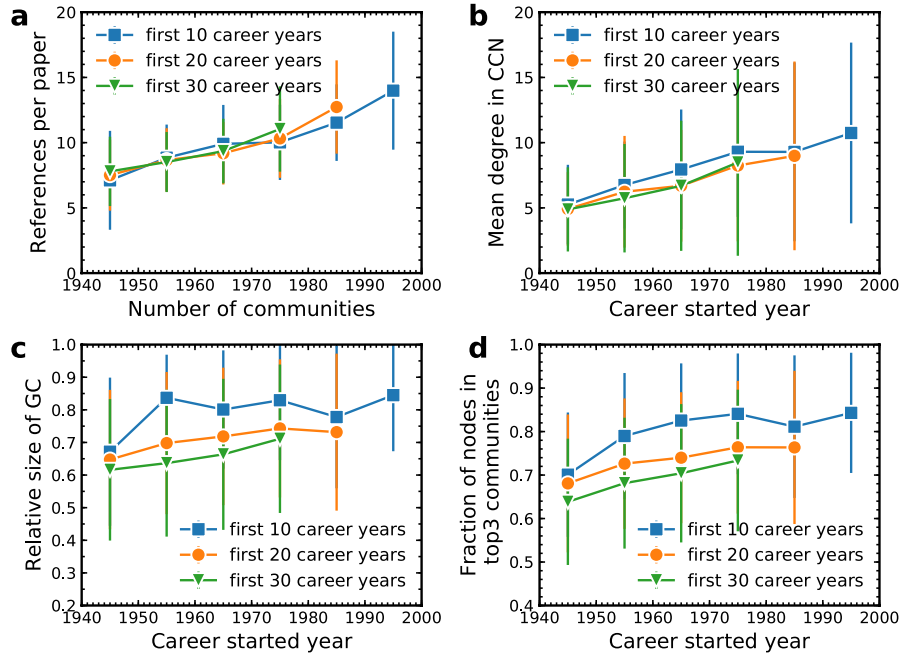 a
References per paper
20
15
10
5
0
first 10 career years
first 20 career years
first 30 career years
1940 1950 1960 1970 1980 1990 2000
Number of communities
b
Mean degree in CCN
20
15
10
5
0
first 10 career years
first 20 career years
first 30 career years
1940 1950 1960 1970 1980 1990 2000
Career started year
c
Relative size of GC
1.0
0.9
0.8
0.7
0.6
0.5
0.4
0.3
0.2
first 10 career years
first 20 career years
first 30 career years
1940 1950 1960 1970 1980 1990 2000
Career started year
d
Fraction of nodes in
top3 communities
1.0
0.9
0.8
0.7
0.6
0.5
0.4
first 10 career years
first 20 career years
first 30 career years
1940 1950 1960 1970 1980 1990 2000
Career started year